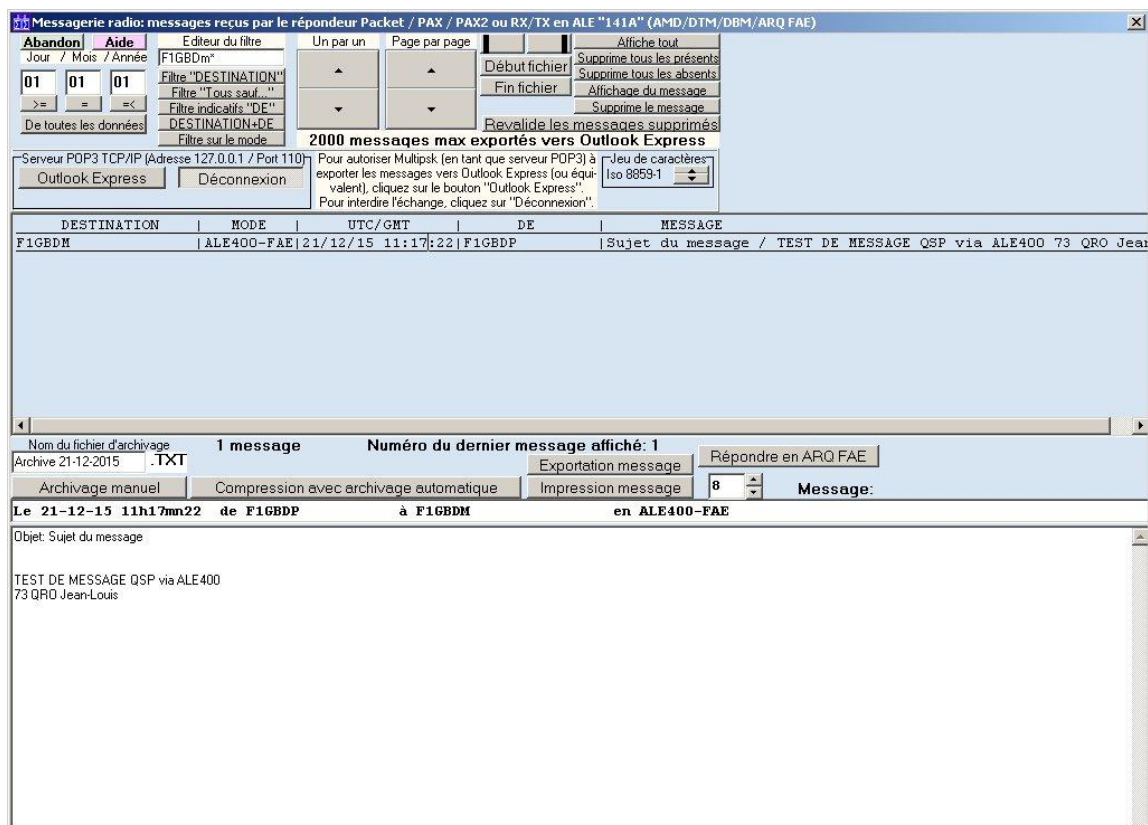 Messagerie radio: messages reçus par le répondeur Packet / PAX / PAX2 ou RX/TX en ALE "141A" (AMD/DTM/DBM/ARQ FAE)
Abandon Aide
Jour / Mois / Année
01 01 01
>= = =<
De toutes les données
Editeur du filtre
F1GBDm*
Filtre "DESTINATION"
Filtre "Tous sauf..."
Filtre indicatifs "DE"
DESTINATION+DE
Filtre sur le mode
Un par un
Page par page
Début fichier
Fin fichier
Affiche tout
Supprime tous les présents
Supprime tous les absents
Affichage du message
Supprime le message
Revalide les messages supprimés
2000 messages max exportés vers Outlook Express
Serveur POP3 TCP/IP (Adresse 127.0.0.1 / Port 110)
Outlook Express Déconnexion
Pour autoriser Multipsk (en tant que serveur POP3) à
exporter les messages vers Outlook Express (ou équi-
valent), cliquez sur le bouton "Outlook Express".
Pour interdire l'échange, cliquez sur "Déconnexion".
Jeu de caractères
Iso 8859-1
DESTINATION | MODE | UTC/GMT | DE | MESSAGE
F1GBDM |ALE400-FAE|21/12/15 11:17:22|F1GBDP |Sujet du message / TEST DE MESSAGE QSP via ALE400 73 QRO Jean
Nom du fichier d'archivage
Archive 21-12-2015 .TXT
1 message
Numéro du dernier message affiché: 1
Exportation message
Répondre en ARQ FAE
Archivage manuel
Compression avec archivage automatique
Impression message
8
Message:
Le 21-12-15 11h17mn22 de F1GBDP à F1GBDM en ALE400-FAE
Objet: Sujet du message
TEST DE MESSAGE QSP via ALE400
73 QRO Jean-Louis